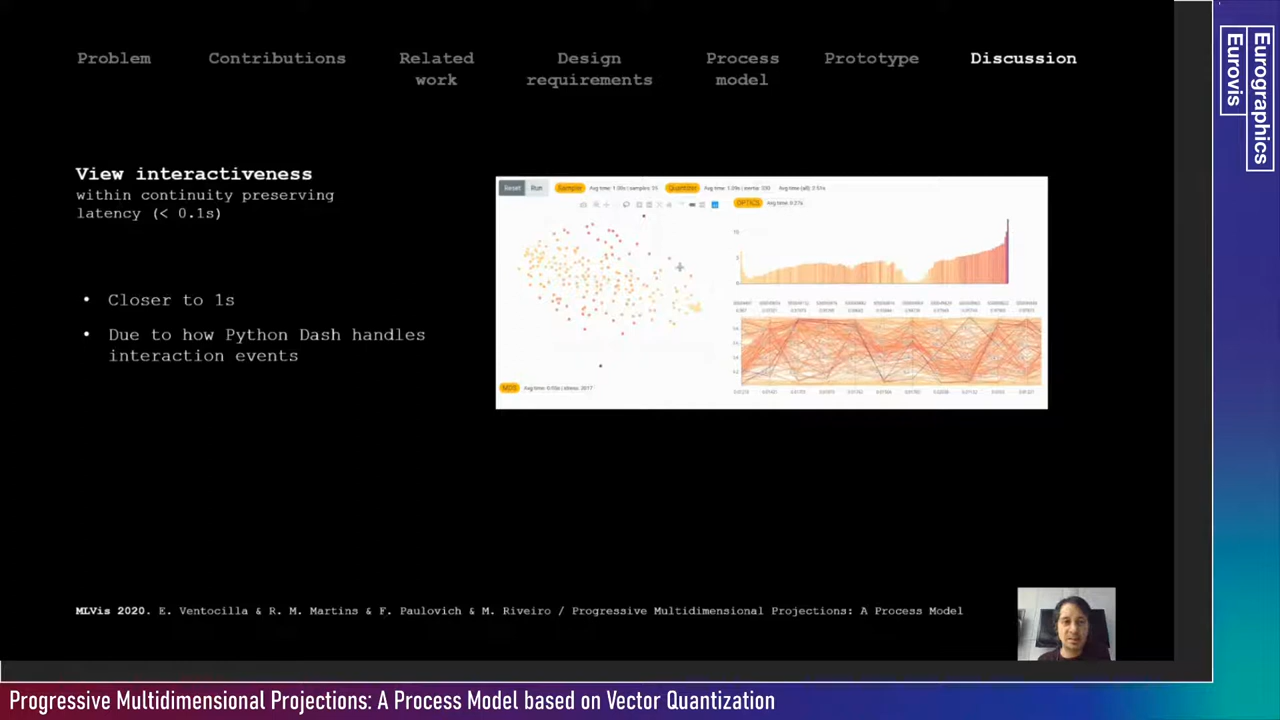 Problem
Contributions
Related
work
Design
requirements
Process
model
Prototype
Discussion
Eurographics
Eurovis
View interactiveness
within continuity preserving
latency (< 0.1s)
• Closer to 1s
• Due to how Python Dash handles
interaction events
Reset Run Sampler Quantizer
OPTICS
MDS
MLVis 2020. E. Ventocilla & R. M. Martins & F. Paulovich & M. Riveiro / Progressive Multidimensional Projections: A Process Model
Progressive Multidimensional Projections: A Process Model based on Vector Quantization